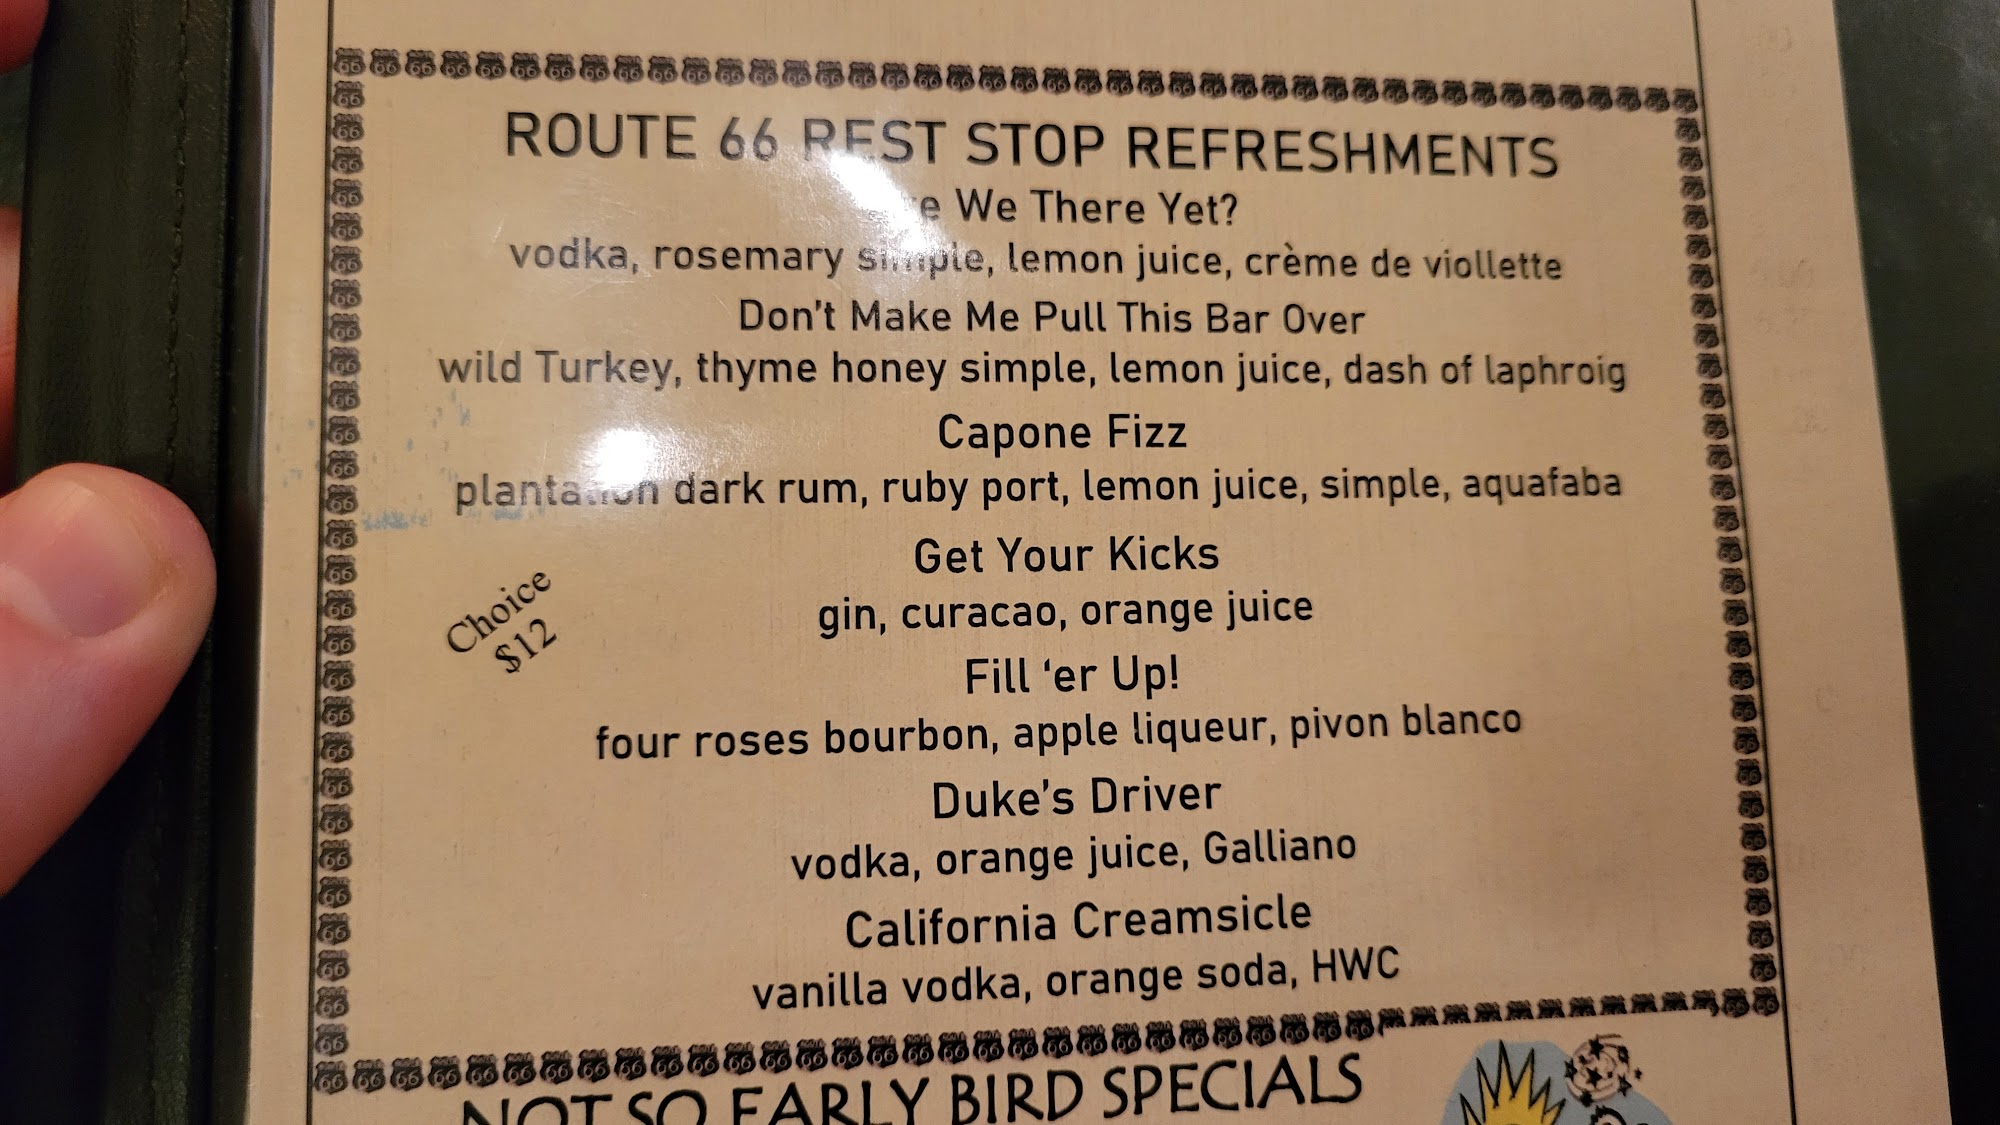 ROUTE 66 REST STOP REFRESHMENTS
We There Yet?
vodka, rosemary simple, lemon juice, crème de viollette
Don't Make Me Pull This Bar Over
wild Turkey, thyme honey simple, lemon juice, dash of laphroig
Capone Fizz
plantation dark rum, ruby port, lemon juice, simple, aquafaba
Get Your Kicks
gin, curacao, orange juice
Choice
$12
Fill ‘er Up!
four roses bourbon, apple liqueur, pivon blanco
Duke's Driver
vodka, orange juice, Galliano
California Creamsicle
vanilla vodka, orange soda, HWC
NOT SO EARLY BIRD SPECIALS